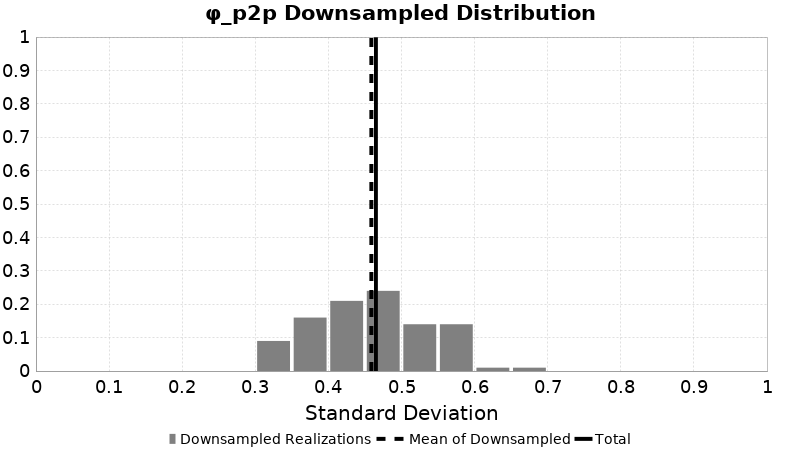 φ_p2p Downsampled Distribution
1
0.9
0.8
0.7
0.6
0.5
0.4
0.3
0.2
0.1
0
0 0.1 0.2 0.3 0.4 0.5 0.6 0.7 0.8 0.9 1
Standard Deviation
Downsampled Realizations Mean of Downsampled Total